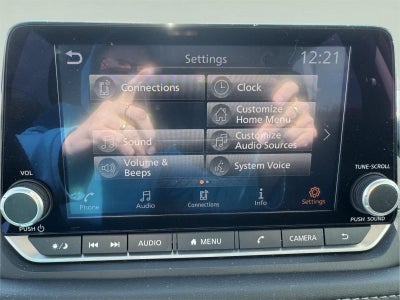 Settings
12:21
Connections
Clock
Customize
Home Menu
Sound
Customize
Audio Sources
Volume &
Beeps
System Voice
VOL
TUNE·SCROLL
Phone
Audio
Connections
Info
Settings
PUSH
PUSH SOUND
AUDIO
MENU
CAMERA